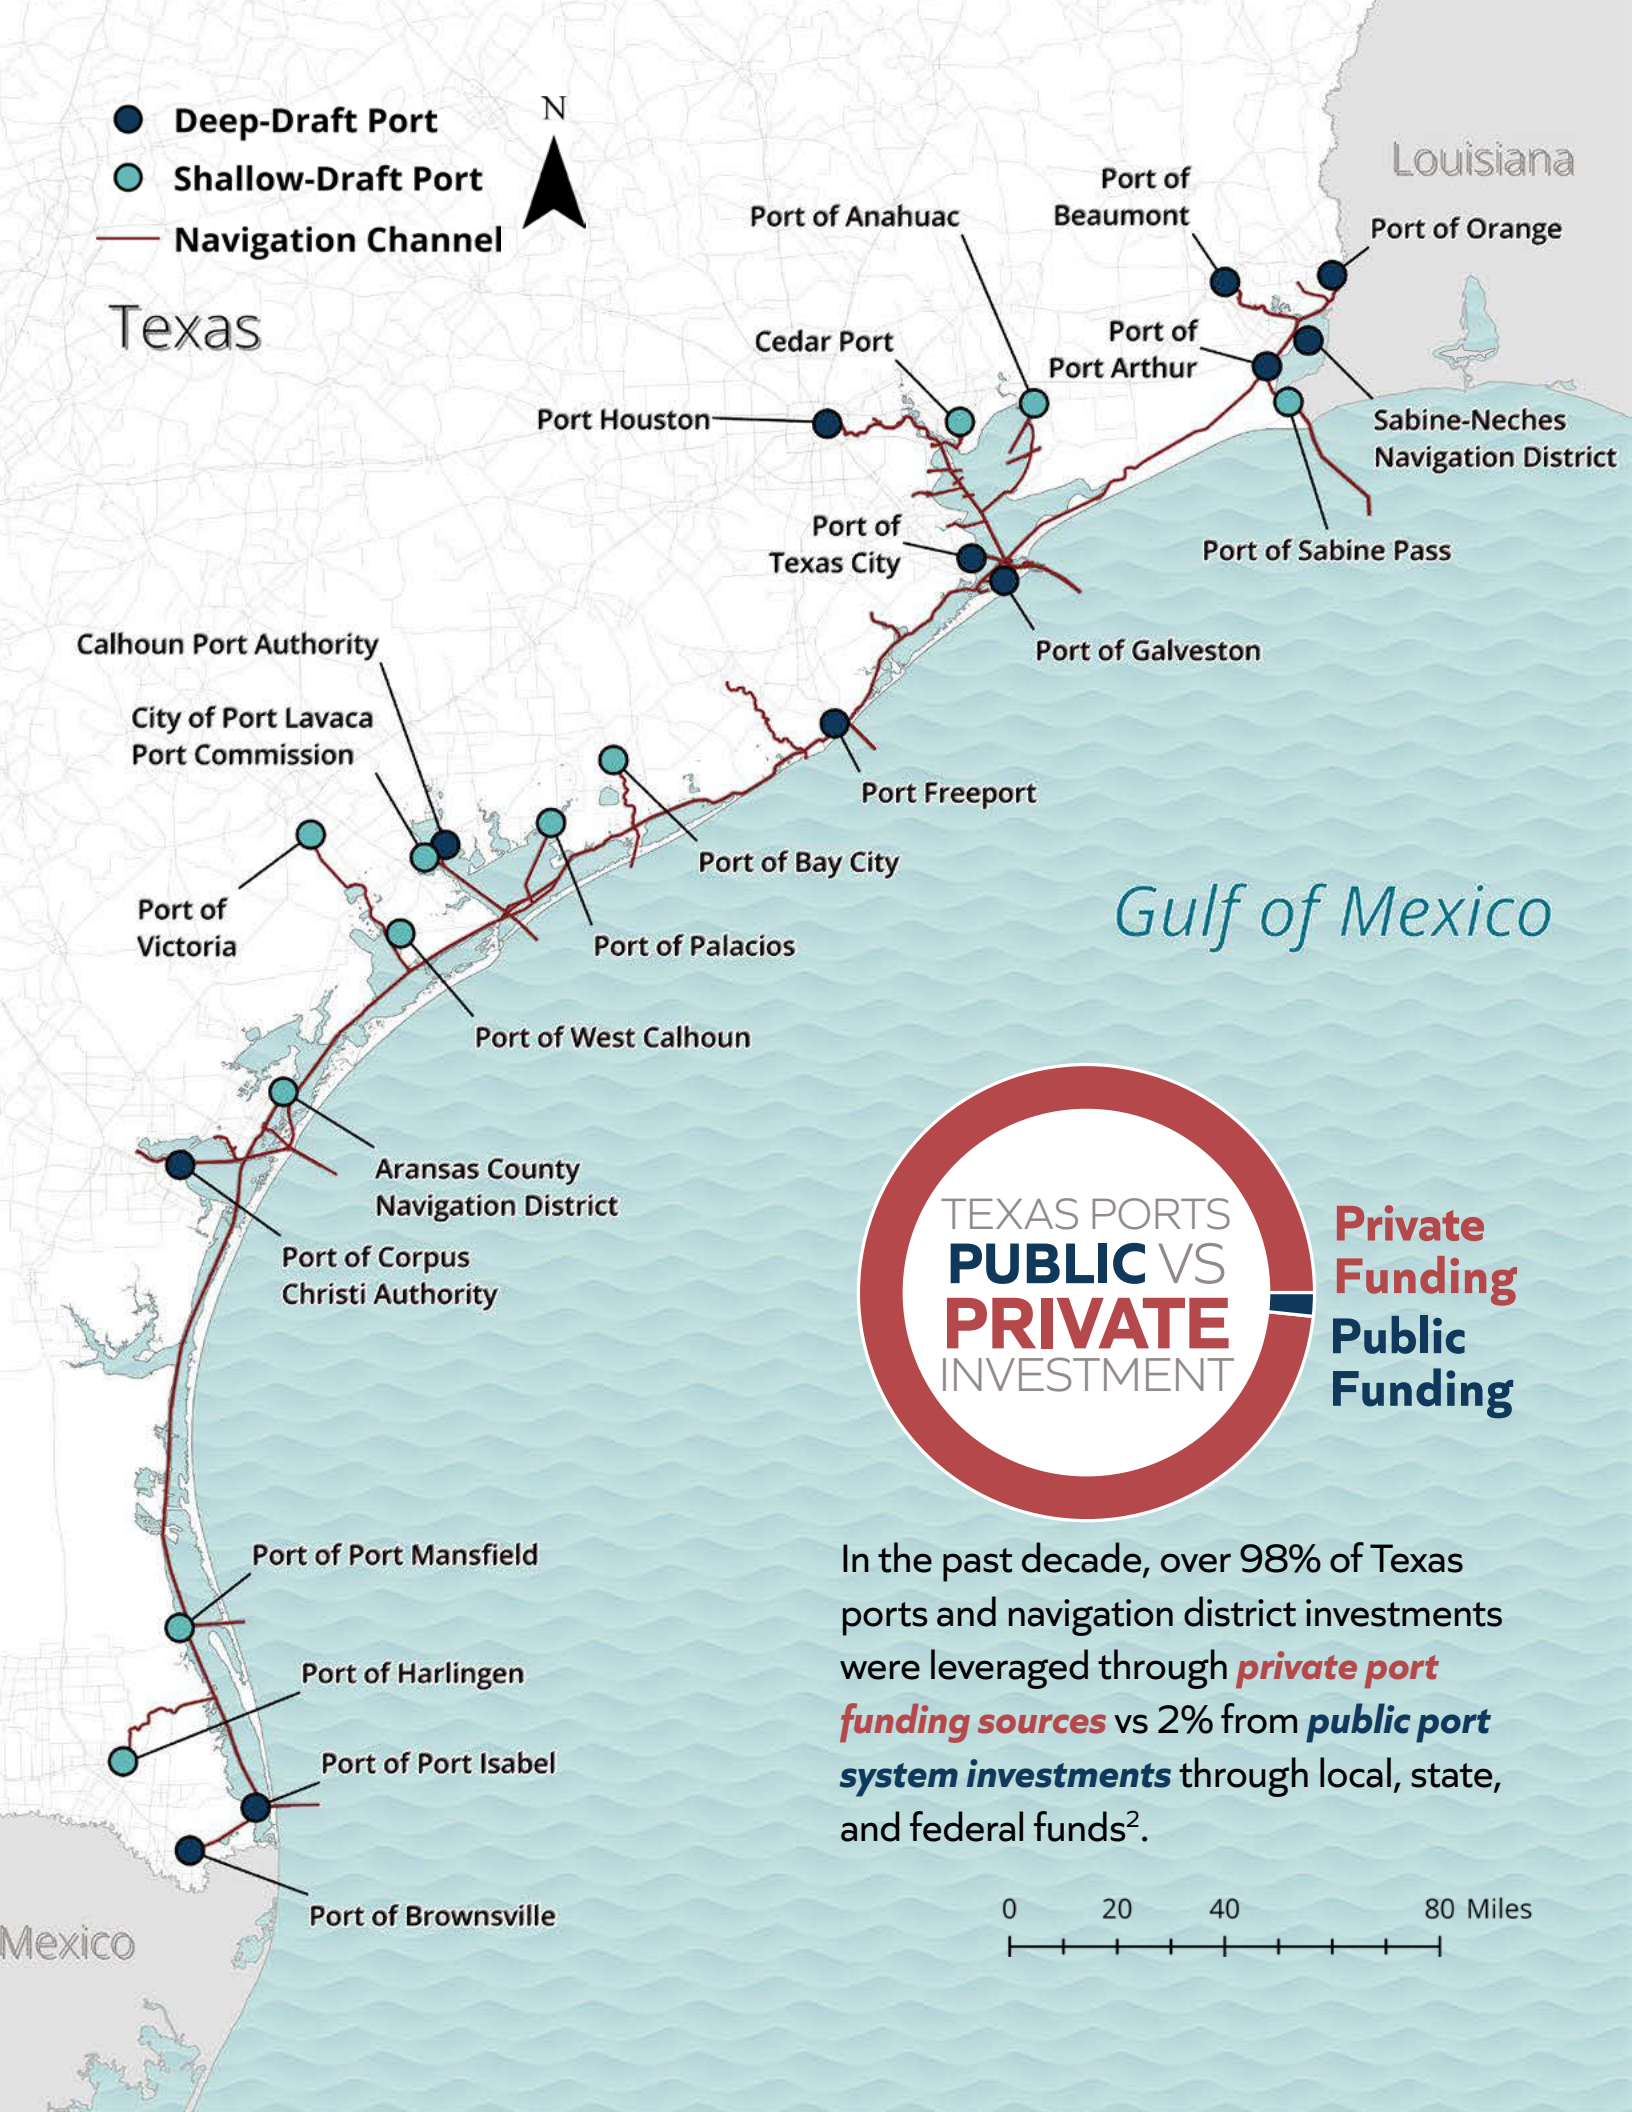 Deep-Draft Port
Shallow-Draft Port
Navigation Channel
N
Texas
Louisiana
Port of
Beaumont
Port of Anahuac
Port of Orange
Cedar Port
Port of
Port Arthur
Port Houston
Sabine-Neches
Navigation District
Port of
Texas City
Port of Sabine Pass
Port of Galveston
Calhoun Port Authority
City of Port Lavaca
Port Commission
Port Freeport
Port of Bay City
Port of
Victoria
Port of Palacios
Gulf of Mexico
Port of West Calhoun
Aransas County
Navigation District
Port of Corpus
Christi Authority
TEXAS PORTS
PUBLIC VS
PRIVATE
INVESTMENT
Private
Funding
Public
Funding
Port of Port Mansfield
Port of Harlingen
Port of Port Isabel
Port of Brownsville
Mexico
In the past decade, over 98% of Texas
ports and navigation district investments
were leveraged through private port
funding sources vs 2% from public port
system investments through local, state,
and federal funds².
0 20 40 80 Miles